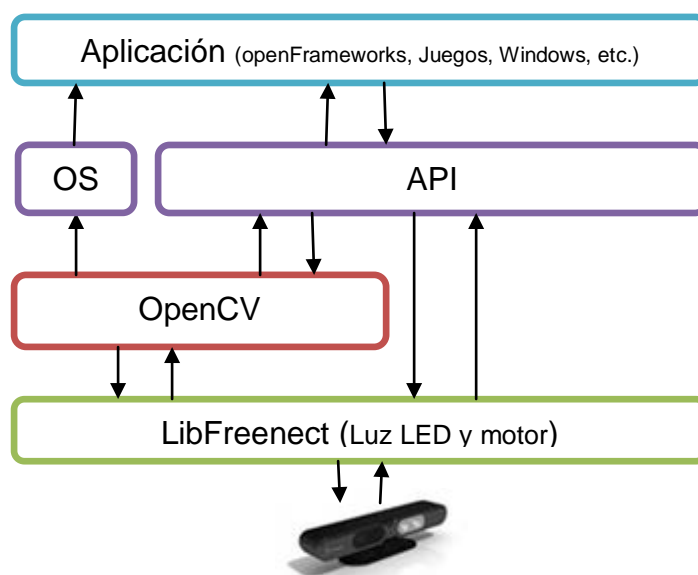 Aplicación (openFrameworks, Juegos, Windows, etc.)
OS
API
OpenCV
LibFreenect (Luz LED y motor)